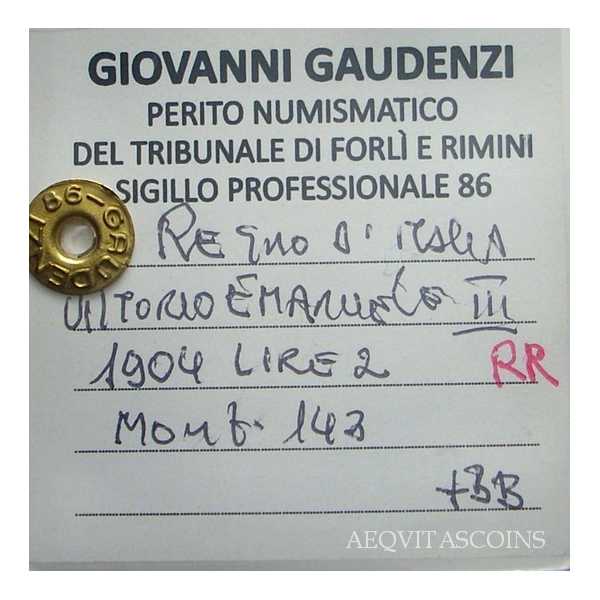 GIOVANNI GAUDENZI
PERITO NUMISMATICO
DEL TRIBUNALE DI FORLÌ E RIMINI
SIGILLO PROFESSIONALE 86
86-GAUDENZI
REGNO D'ITALIA
VITTORIO EMANUELE III
1904 LIRE 2 RR
MONT. 143
+BB
AEQVITASCOINS